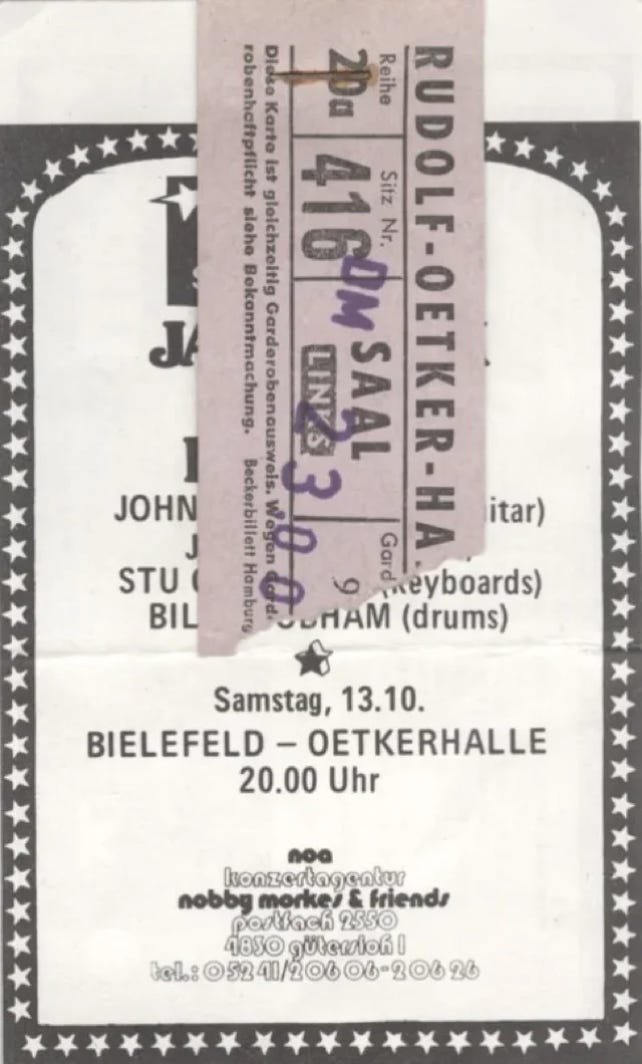 RUDOLF-OETKER-HA
Reihe
20a
Sitz Nr.
416
SAAL
LINKS
Gard
9
DM 23.00
Diese Karte ist gleichzeitig Garderobenausweis. Wegen Gard.
robenhaftpflicht siehe Bekanntmachung. Beckerbillett Hamburg
JA
JOHN
itar)
J
STU
(keyboards)
BIL
HAM (drums)
Samstag, 13.10.
BIELEFELD – OETKERHALLE
20.00 Uhr
noa
konzertagentur
nobby morkes & friends
postfach 2550
4830 gütersloh 1
tel.: 05241/20606-20626